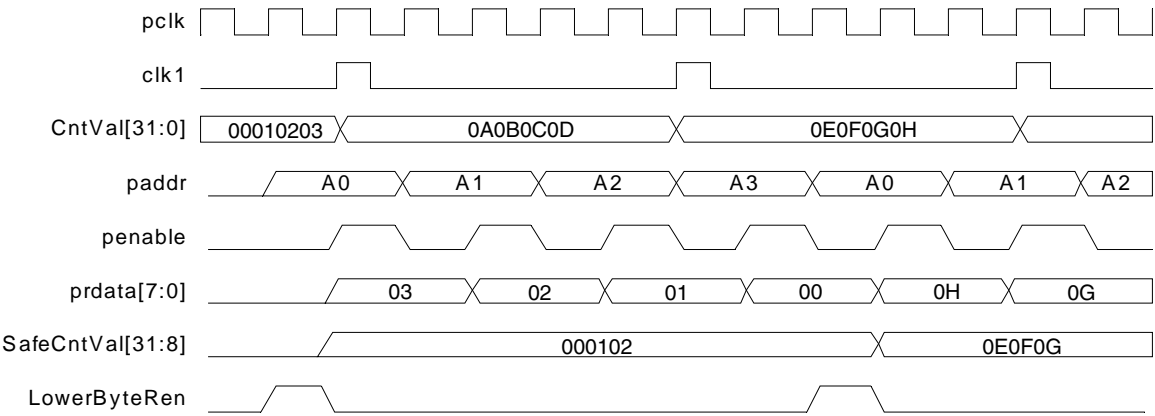 pclk
clk1
CntVal[31:0] 00010203 0A0B0C0D 0E0F0G0H
paddr A0 A1 A2 A3 A0 A1 A2
penable
prdata[7:0] 03 02 01 00 0H 0G
SafeCntVal[31:8] 000102 0E0F0G
LowerByteRen